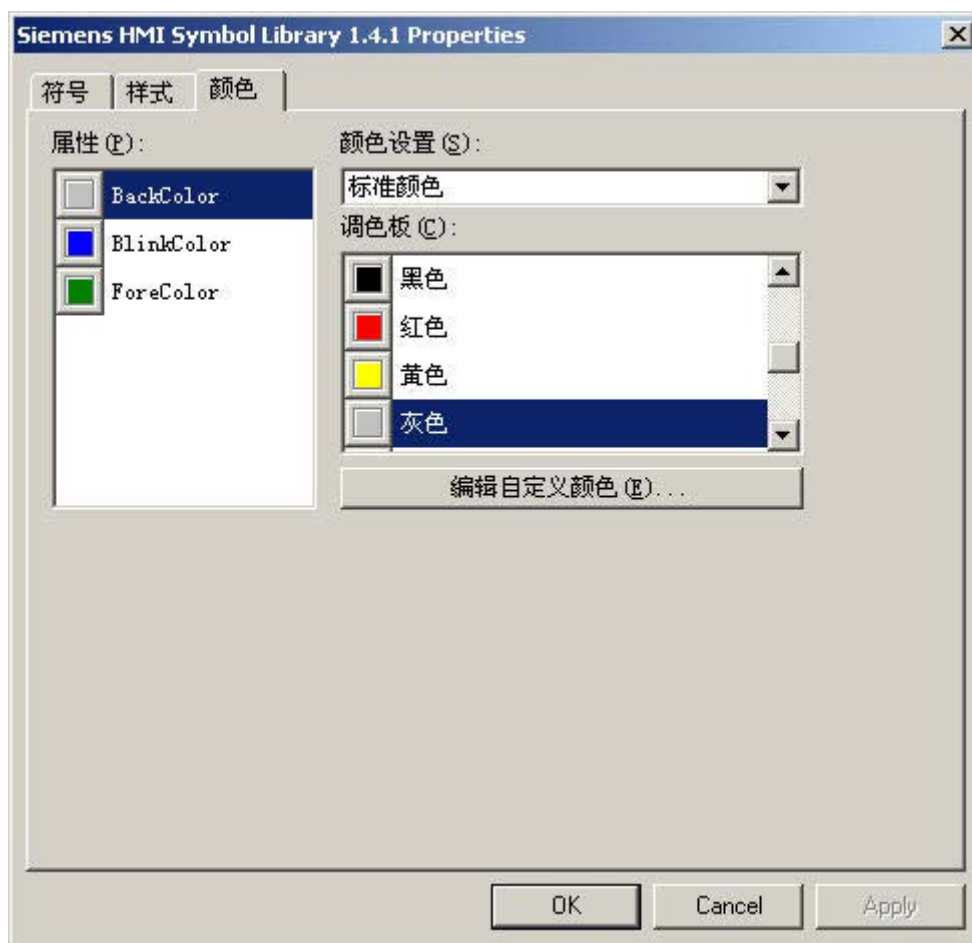 Siemens HMI Symbol Library 1.4.1 Properties
符号 样式 颜色
属性(P):
BackColor
BlinkColor
ForeColor
颜色设置(S):
标准颜色
调色板(C):
黑色
红色
黄色
灰色
编辑自定义颜色(E)...
OK Cancel Apply